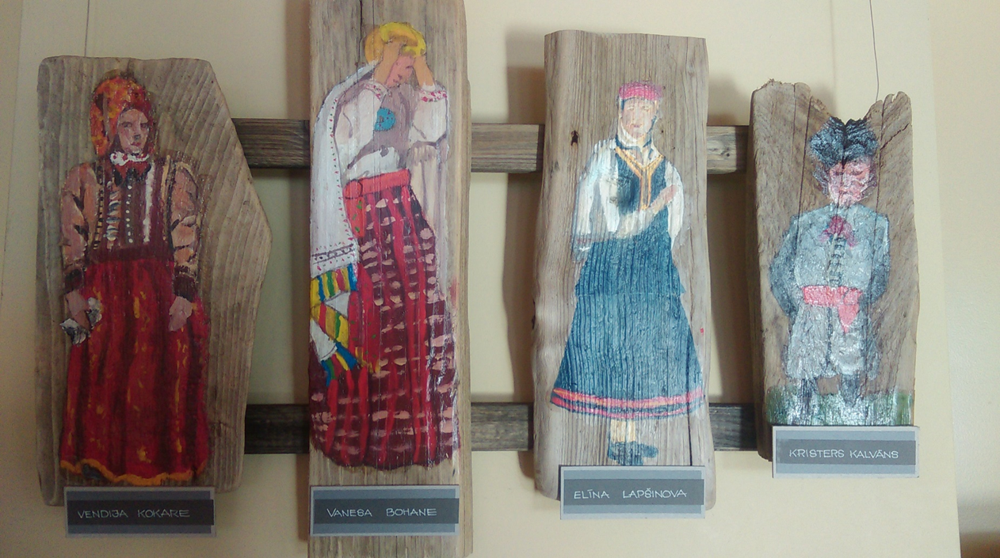 VENDIJA KOKARE
VANESA BOHANE
ELĪNA LAPŠINOVA
KRISTERS KALVĀNS